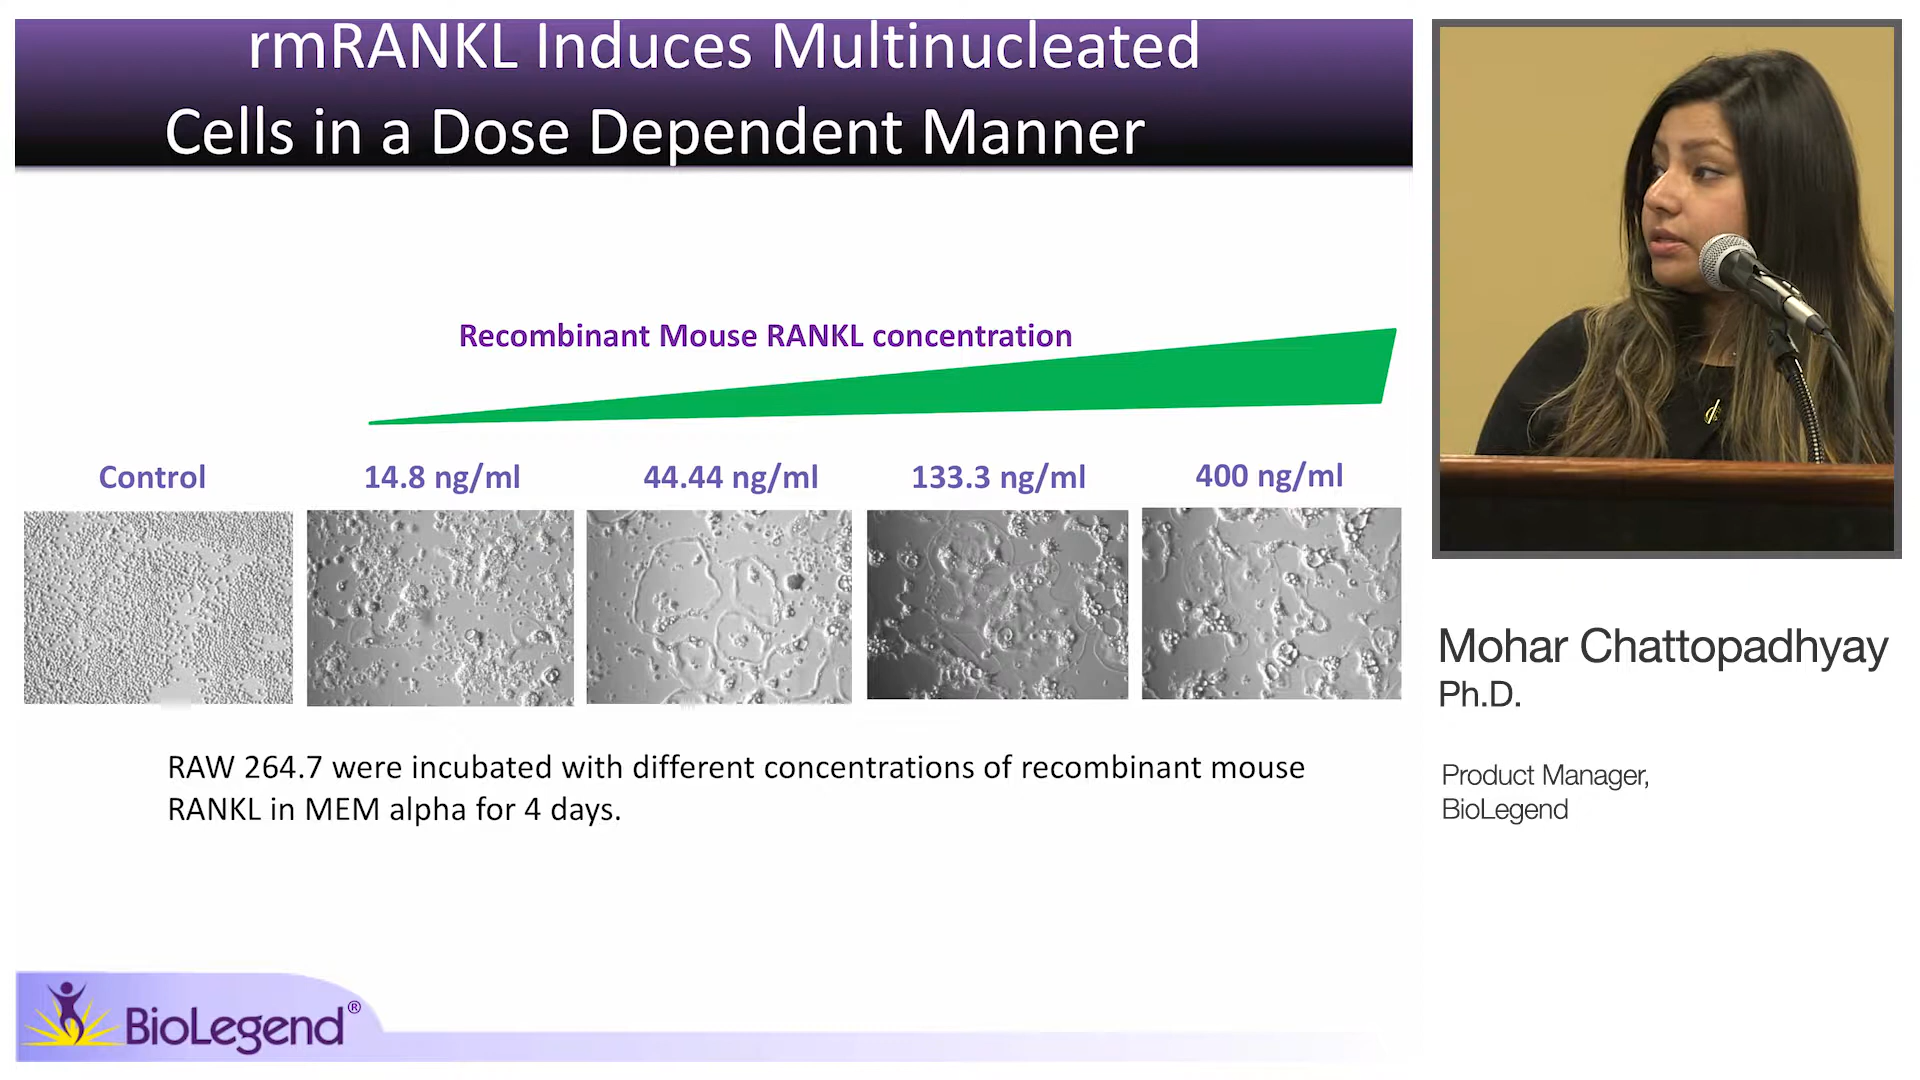 rmRANKL Induces Multinucleated
Cells in a Dose Dependent Manner
Recombinant Mouse RANKL concentration
Control
14.8 ng/ml
44.44 ng/ml
133.3 ng/ml
400 ng/ml
RAW 264.7 were incubated with different concentrations of recombinant mouse
RANKL in MEM alpha for 4 days.
BioLegend®
Mohar Chattopadhyay
Ph.D.
Product Manager,
BioLegend